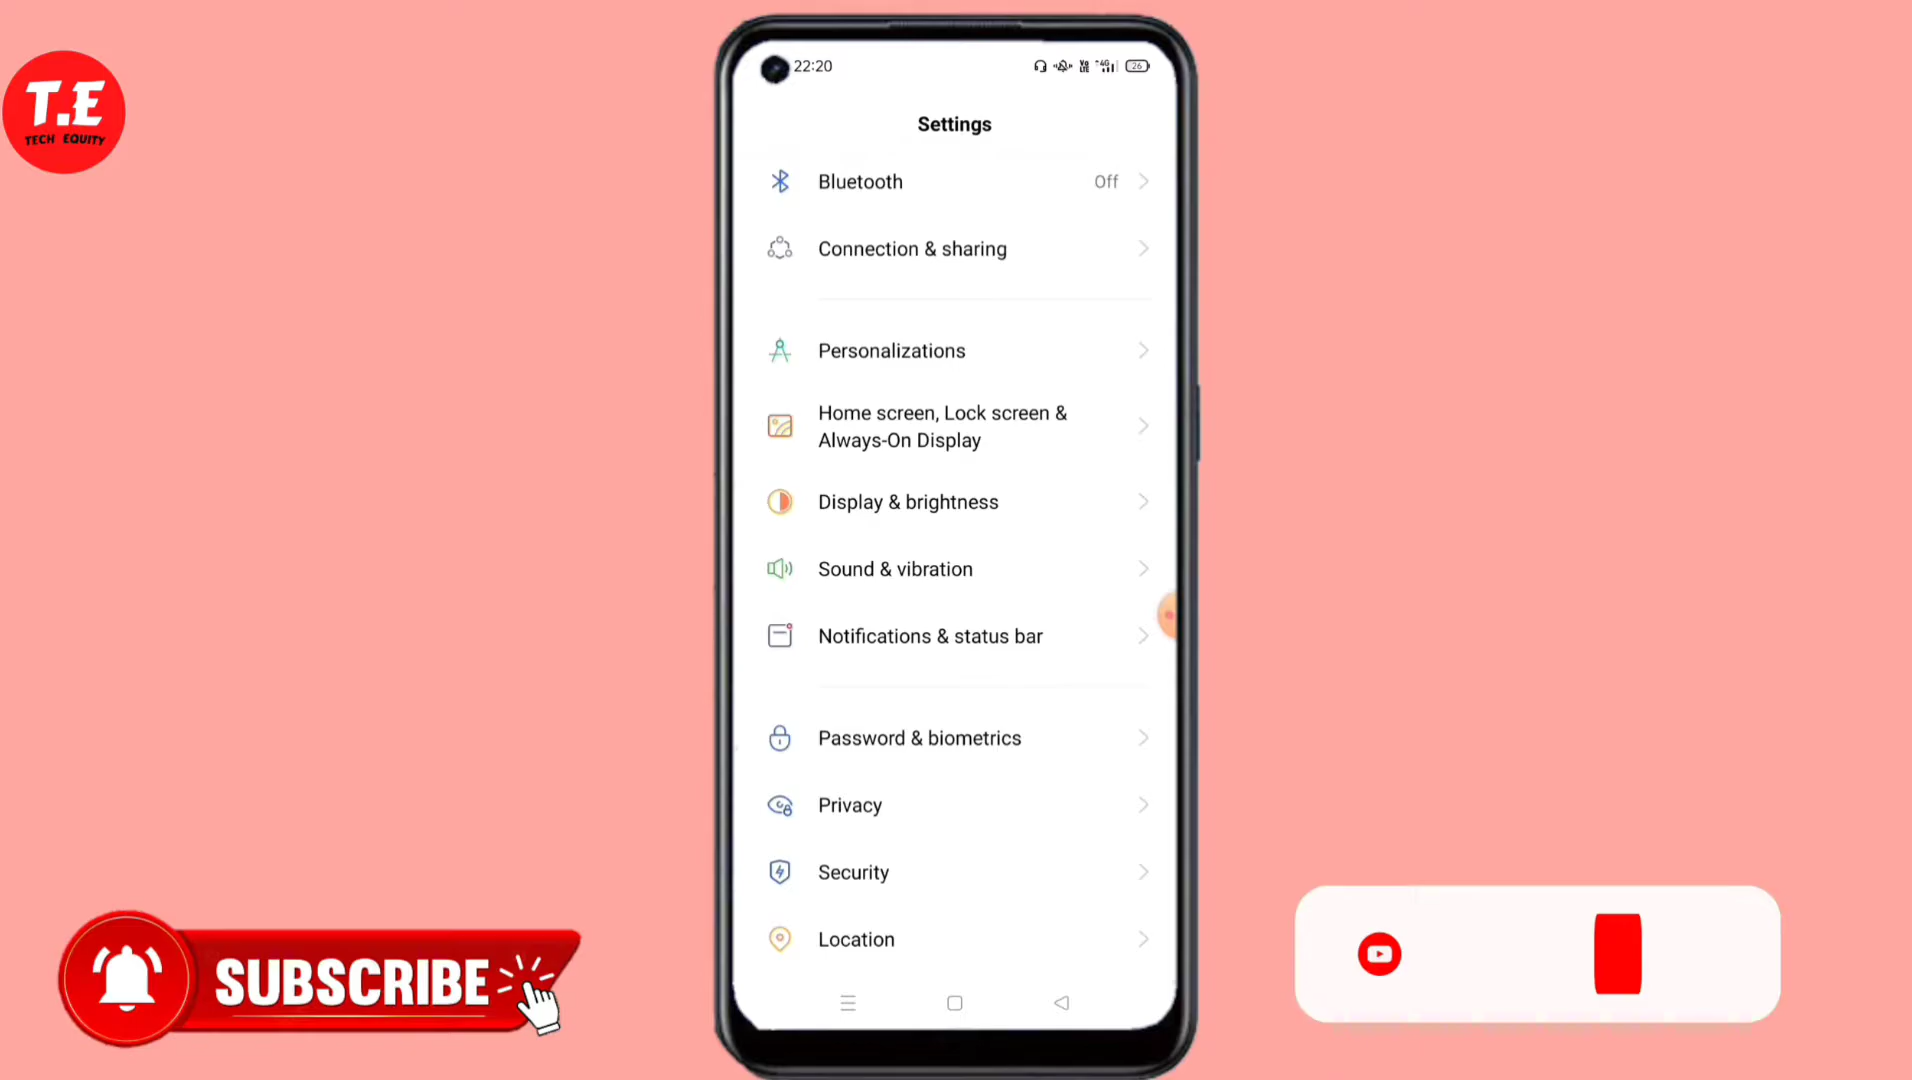 T.E
TECH EQUITY
22:20
26
Settings
Bluetooth
Off
Connection & sharing
Personalizations
Home screen, Lock screen &
Always-On Display
Display & brightness
Sound & vibration
Notifications & status bar
Password & biometrics
Privacy
Security
Location
SUBSCRIBE